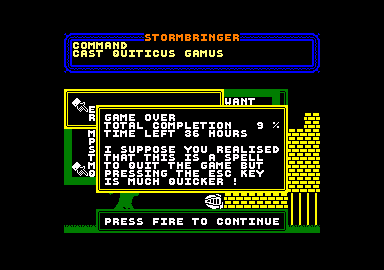 STORMBRINGER
COMMAND
CAST QUITICUS GAMUS
WANT
GAME OVER
TOTAL COMPLETION 9 %
TIME LEFT 36 HOURS
I SUPPOSE YOU REALISED
THAT THIS IS A SPELL
TO QUIT THE GAME BUT
PRESSING THE ESC KEY
IS MUCH QUICKER !
PRESS FIRE TO CONTINUE